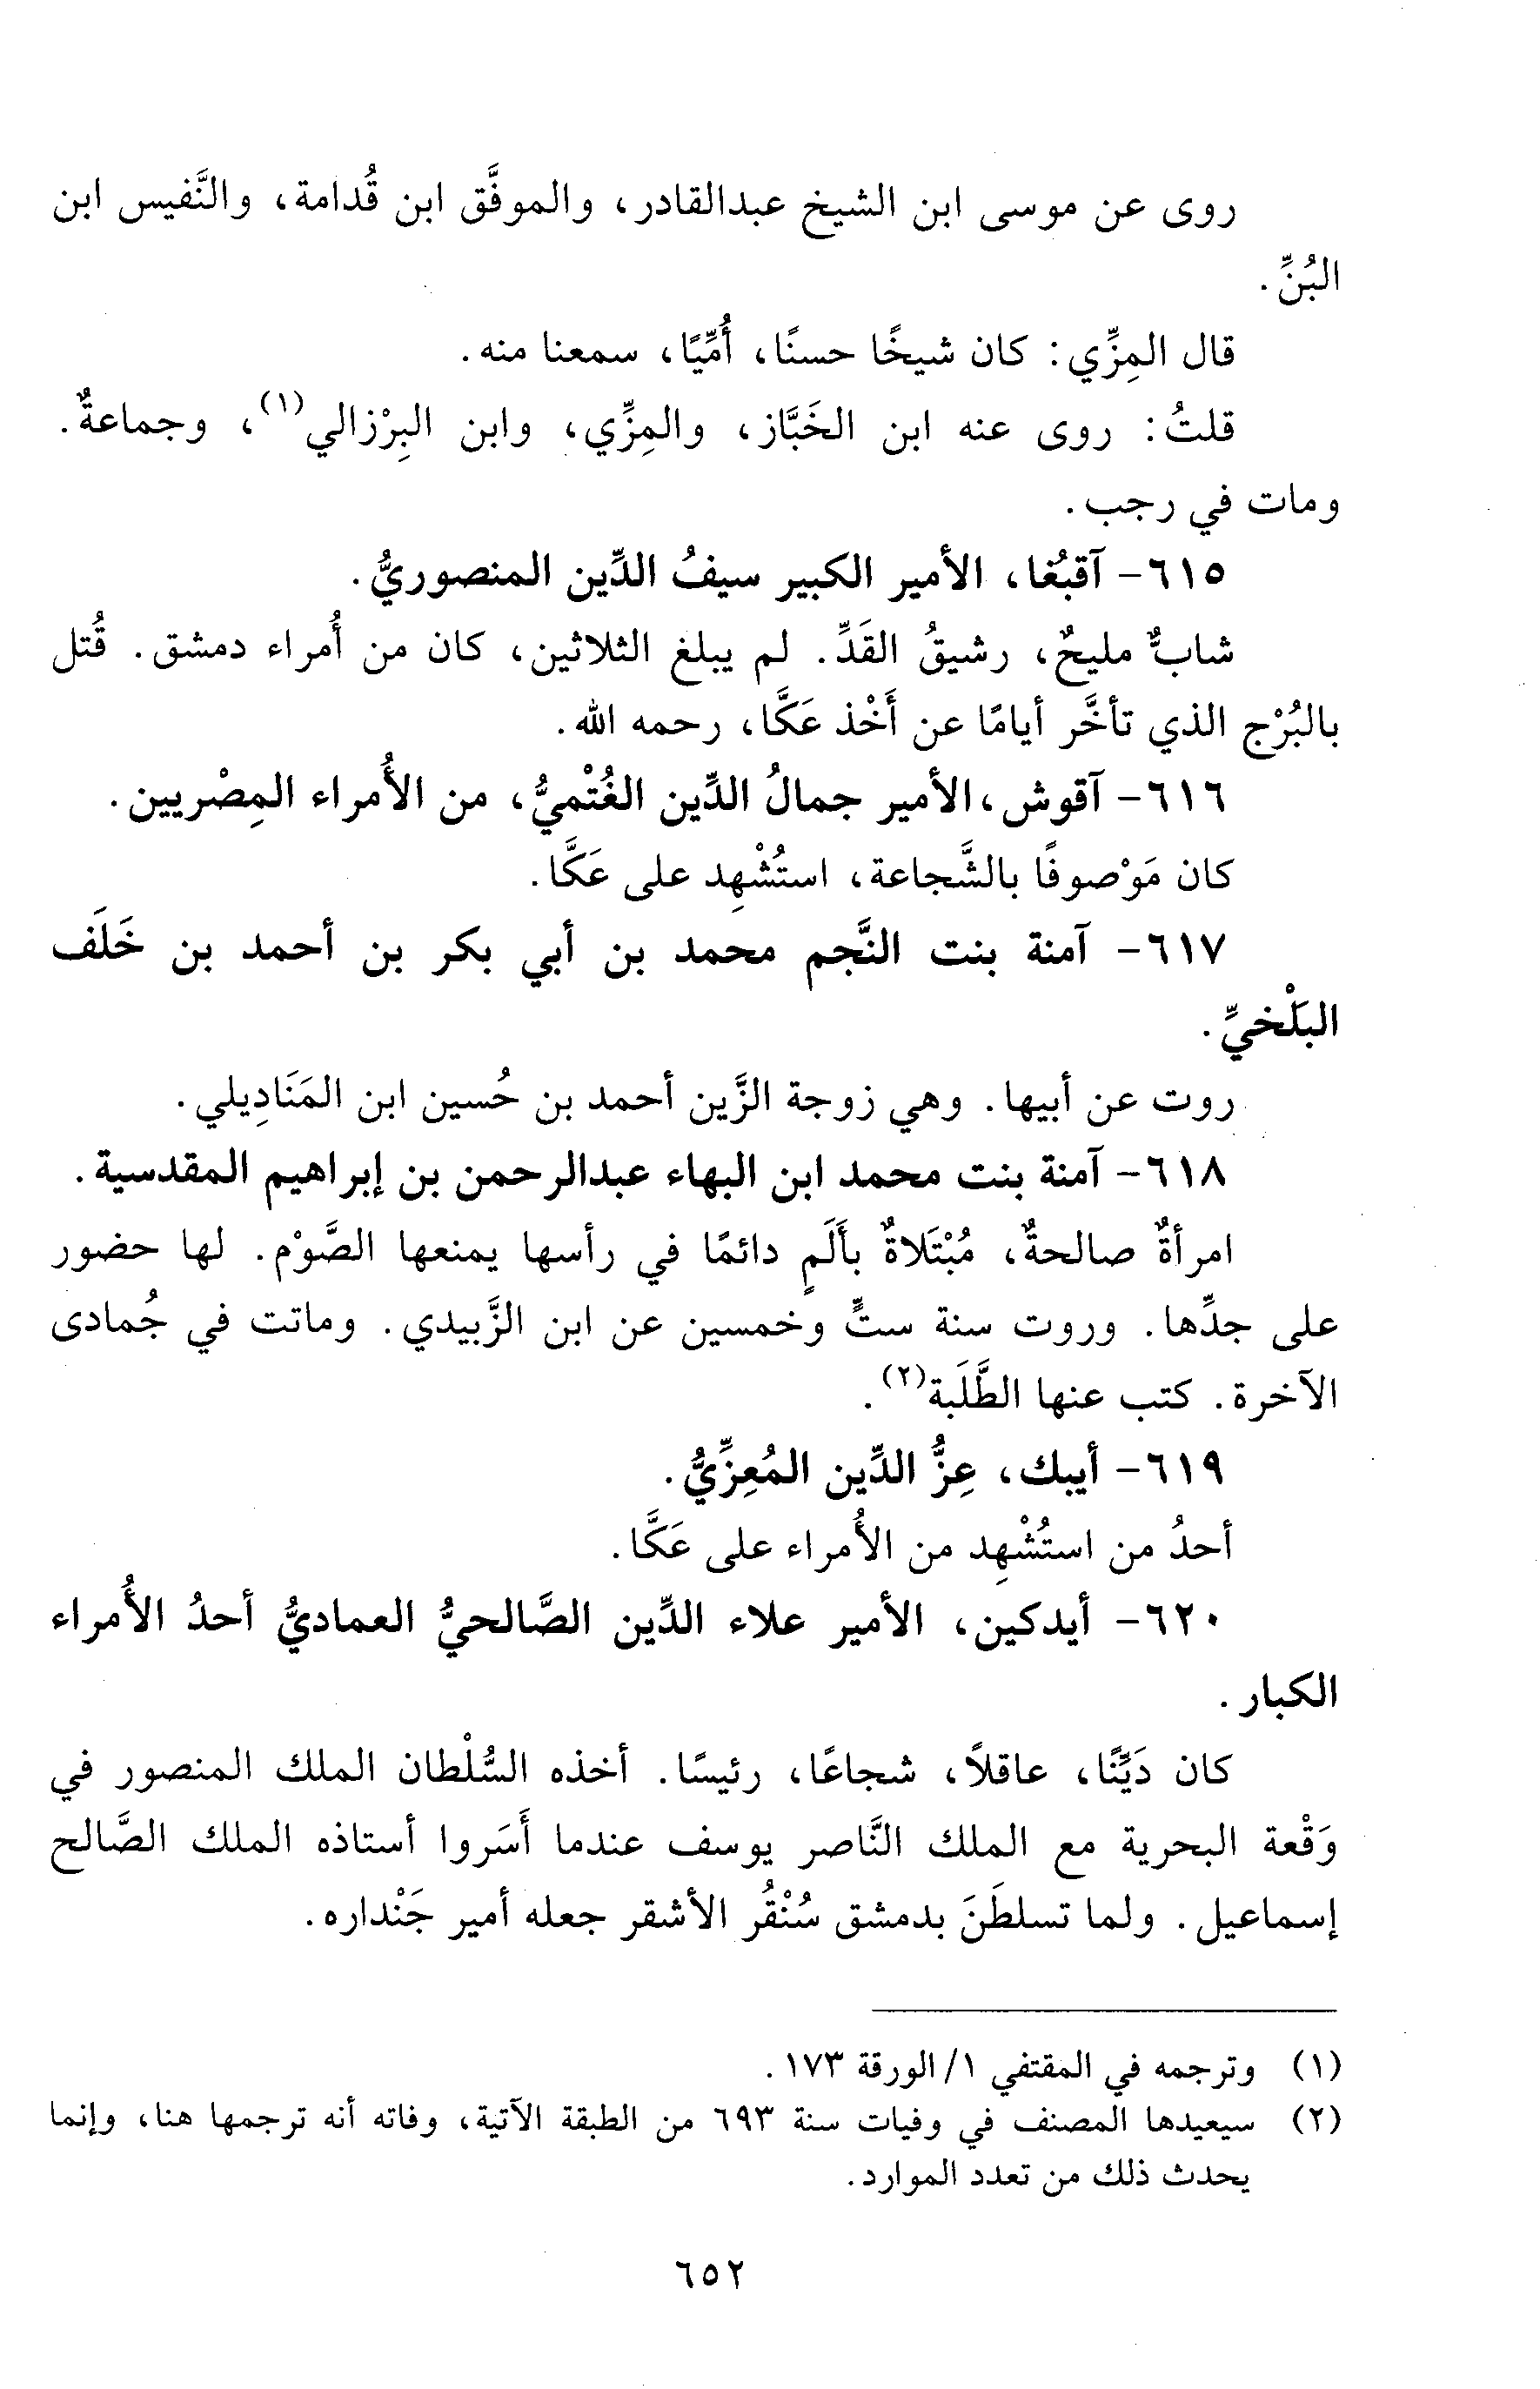 روى عن موسى ابن الشيخ عبدالقادر، والموفَّق ابن قُدامة، والنَّفيس ابن
البُنِّ.
قال المِزِّي: كان شيخًا حسنًا، أُمِّيًا، سمعنا منه.
قلتُ: روى عنه ابن الخَبَّاز، والمِزِّي، وابن البِرْزالي(١)، وجماعةٌ.
ومات في رجب.
٦١٥- آقبُغا، الأمير الكبير سيفُ الدِّين المنصوريُّ.
شابٌّ مليحٌ، رشيقُ القَدِّ. لم يبلغ الثلاثين، كان من أُمراء دمشق. قُتل
بالبُرْج الذي تأخَّر أيامًا عن أَخْذ عَكَّا، رحمه الله.
٦١٦- آقوش، الأمير جمالُ الدِّين الغُتْميُّ، من الأُمراء المِصْريين.
كان مَوْصوفًا بالشَّجاعة، استُشْهِد على عَكَّا.
٦١٧- آمنة بنت النَّجم محمد بن أبي بكر بن أحمد بن خَلَف
البَلْخيِّ.
روت عن أبيها. وهي زوجة الزَّين أحمد بن حُسين ابن المَنَادِيلي.
٦١٨- آمنة بنت محمد ابن البهاء عبدالرحمن بن إبراهيم المقدسية.
امرأةٌ صالحةٌ، مُبْتَلاةٌ بأَلَمٍ دائمًا في رأسها يمنعها الصَّوْم. لها حضور
على جدِّها. وروت سنة ستٍّ وخمسين عن ابن الزَّبيدي. وماتت في جُمادى
الآخرة. كتب عنها الطَّلَبة(٢).
٦١٩- أيبك، عِزُّ الدِّين المُعِزِّيُّ.
أحدُ من استُشْهِد من الأُمراء على عَكَّا.
٦٢٠- أيدكين، الأمير علاء الدِّين الصَّالحيُّ العماديُّ أحدُ الأُمراء
الكبار.
كان دَيِّنًا، عاقلاً، شجاعًا، رئيسًا. أخذه السُّلْطان الملك المنصور في
وَقْعة البحرية مع الملك النَّاصر يوسف عندما أَسَروا أستاذه الملك الصَّالح
إسماعيل. ولما تسلطَنَ بدمشق سُنْقُر الأشقر جعله أمير جَنْداره.
(١) وترجمه في المقتفي ١/ الورقة ١٧٣.
(٢) سيعيدها المصنف في وفيات سنة ٦٩٣ من الطبقة الآتية، وفاته أنه ترجمها هنا، وإنما
يحدث ذلك من تعدد الموارد.
٦٥٢